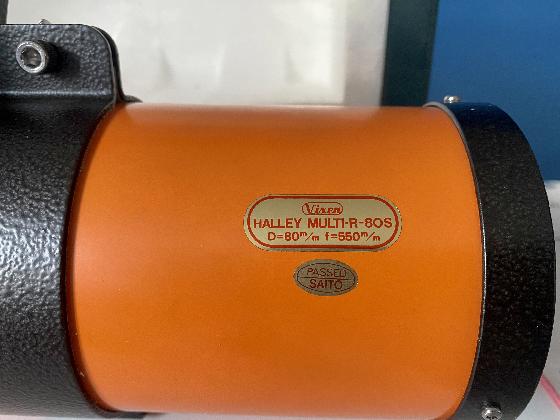 Vixen
HALLEY MULTI-R-80S
D=80m/m f=550m/m
PASSED
SAITO